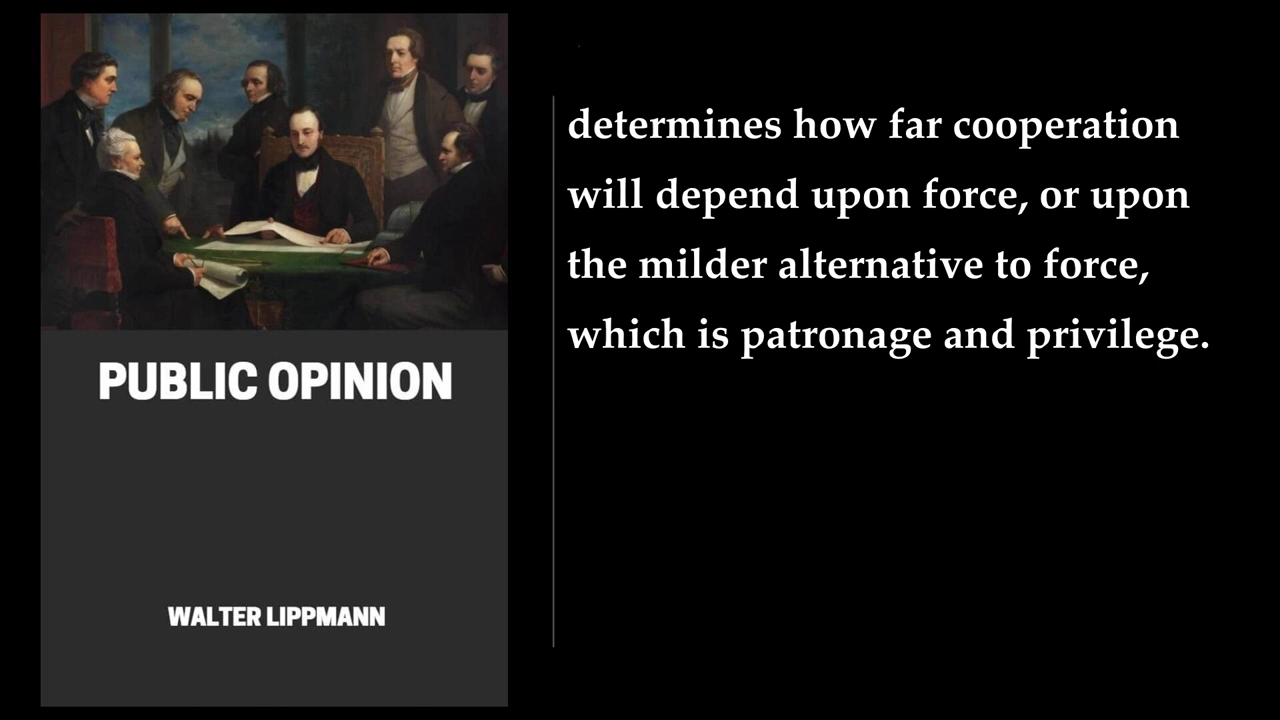 PUBLIC OPINION
WALTER LIPPMANN
determines how far cooperation
will depend upon force, or upon
the milder alternative to force,
which is patronage and privilege.